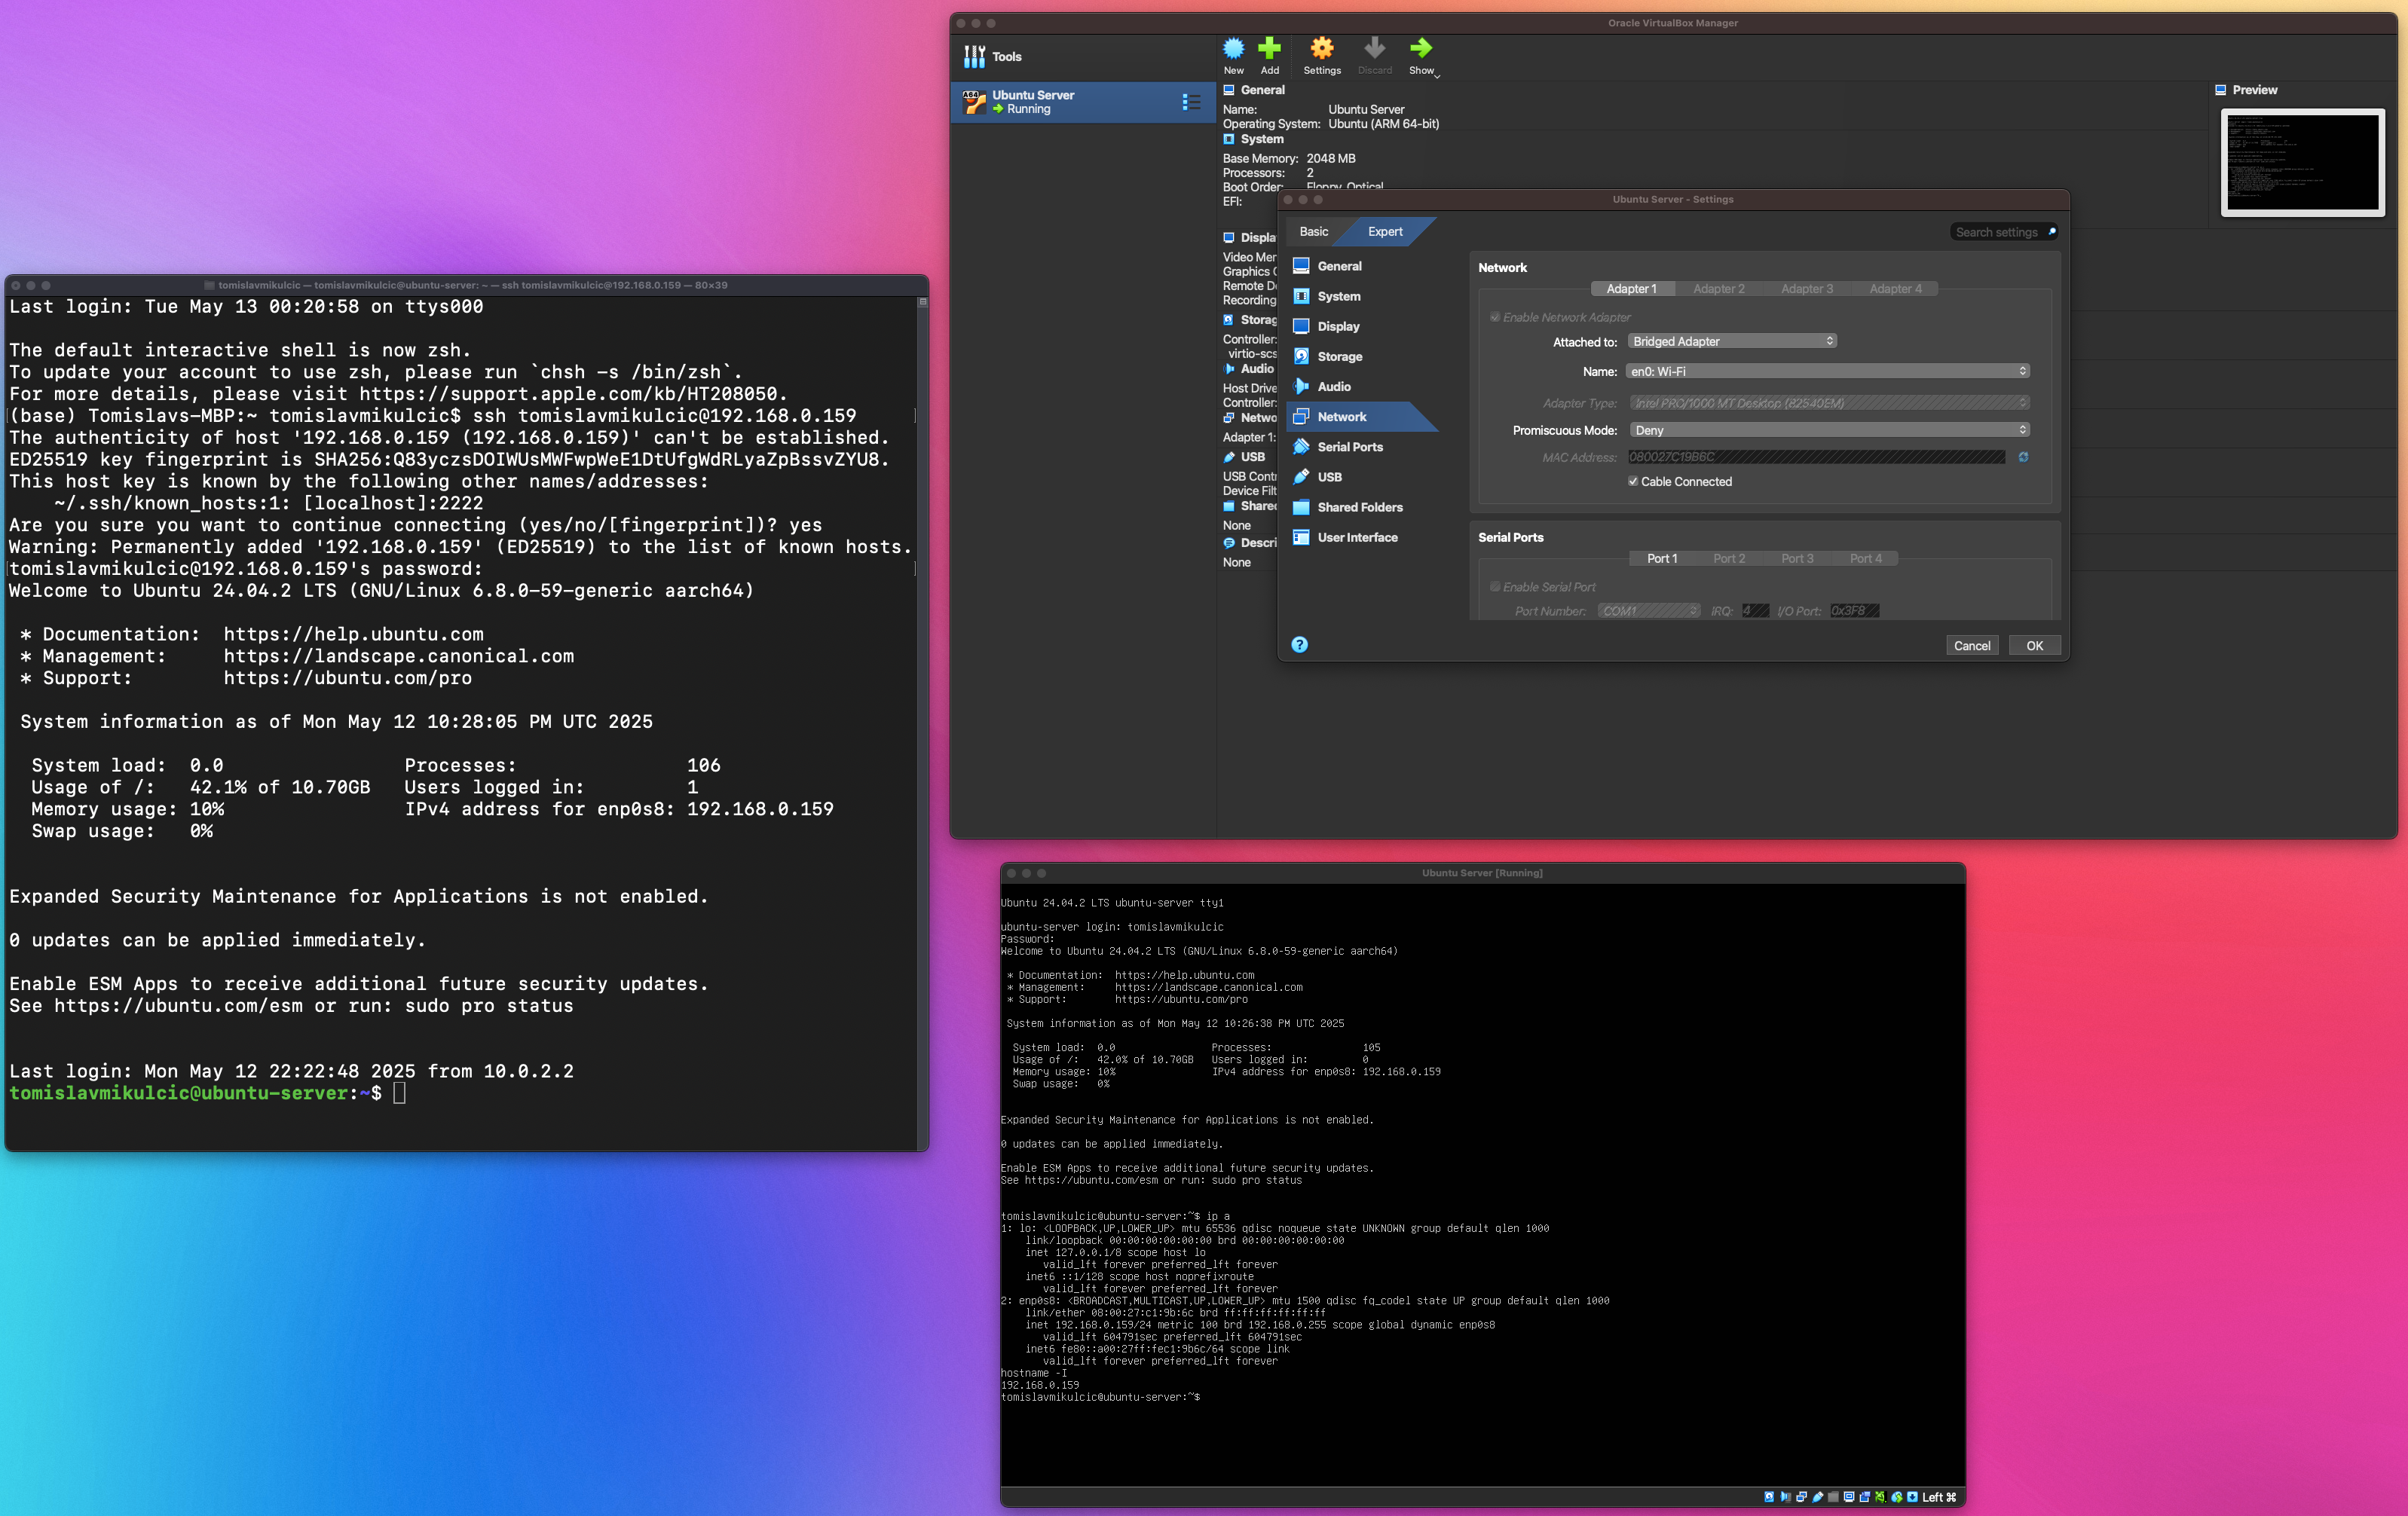 tomislavmikulcic — tomislavmikulcic@ubuntu-server: ~ — ssh tomislavmikulcic@192.168.0.159 — 80×39
Last login: Tue May 13 00:20:58 on ttys000
The default interactive shell is now zsh.
To update your account to use zsh, please run `chsh -s /bin/zsh`.
For more details, please visit https://support.apple.com/kb/HT208050.
(base) Tomislavs-MBP:~ tomislavmikulcic$ ssh tomislavmikulcic@192.168.0.159
The authenticity of host '192.168.0.159 (192.168.0.159)' can't be established.
ED25519 key fingerprint is SHA256:Q83yczsDOIWUsMWFwpWeE1DtUfgWdRLyaZpBssvZYU8.
This host key is known by the following other names/addresses:
~/.ssh/known_hosts:1: [localhost]:2222
Are you sure you want to continue connecting (yes/no/[fingerprint])? yes
Warning: Permanently added '192.168.0.159' (ED25519) to the list of known hosts.
tomislavmikulcic@192.168.0.159's password:
Welcome to Ubuntu 24.04.2 LTS (GNU/Linux 6.8.0-59-generic aarch64)
* Documentation: https://help.ubuntu.com
* Management: https://landscape.canonical.com
* Support: https://ubuntu.com/pro
System information as of Mon May 12 10:28:05 PM UTC 2025
System load: 0.0 Processes: 106
Usage of /: 42.1% of 10.70GB Users logged in: 1
Memory usage: 10% IPv4 address for enp0s8: 192.168.0.159
Swap usage: 0%
Expanded Security Maintenance for Applications is not enabled.
0 updates can be applied immediately.
Enable ESM Apps to receive additional future security updates.
See https://ubuntu.com/esm or run: sudo pro status
Last login: Mon May 12 22:22:48 2025 from 10.0.2.2
tomislavmikulcic@ubuntu-server:~$
Oracle VirtualBox Manager
Tools
New Add Settings Discard Show
A64
Ubuntu Server
Running
General
Name: Ubuntu Server
Operating System: Ubuntu (ARM 64-bit)
System
Base Memory: 2048 MB
Processors: 2
Boot Order: Floppy, Optical
EFI:
Displa
Video Mer
Graphics C
Remote De
Recording
Storag
Controller:
virtio-scs
Audio
Host Drive
Controller:
Netwo
Adapter 1:
USB
USB Contr
Device Filt
Shared
None
Descri
None
Preview
Ubuntu Server - Settings
Basic Expert
Search settings
General
System
Display
Storage
Audio
Network
Serial Ports
USB
Shared Folders
User Interface
Network
Adapter 1 Adapter 2 Adapter 3 Adapter 4
Enable Network Adapter
Attached to: Bridged Adapter
Name: en0: Wi-Fi
Adapter Type: Intel PRO/1000 MT Desktop (82540EM)
Promiscuous Mode: Deny
MAC Address: 080027C19B6C
Cable Connected
Serial Ports
Port 1 Port 2 Port 3 Port 4
Enable Serial Port
Port Number: COM1 IRQ: 4 I/O Port: 0x3F8
?
Cancel OK
Ubuntu Server [Running]
Ubuntu 24.04.2 LTS ubuntu-server tty1
ubuntu-server login: tomislavmikulcic
Password:
Welcome to Ubuntu 24.04.2 LTS (GNU/Linux 6.8.0-59-generic aarch64)
* Documentation: https://help.ubuntu.com
* Management: https://landscape.canonical.com
* Support: https://ubuntu.com/pro
System information as of Mon May 12 10:26:38 PM UTC 2025
System load: 0.0 Processes: 105
Usage of /: 42.0% of 10.70GB Users logged in: 0
Memory usage: 10% IPv4 address for enp0s8: 192.168.0.159
Swap usage: 0%
Expanded Security Maintenance for Applications is not enabled.
0 updates can be applied immediately.
Enable ESM Apps to receive additional future security updates.
See https://ubuntu.com/esm or run: sudo pro status
tomislavmikulcic@ubuntu-server:~$ ip a
1: lo: <LOOPBACK,UP,LOWER_UP> mtu 65536 qdisc noqueue state UNKNOWN group default qlen 1000
link/loopback 00:00:00:00:00:00 brd 00:00:00:00:00:00
inet 127.0.0.1/8 scope host lo
valid_lft forever preferred_lft forever
inet6 ::1/128 scope host noprefixroute
valid_lft forever preferred_lft forever
2: enp0s8: <BROADCAST,MULTICAST,UP,LOWER_UP> mtu 1500 qdisc fq_codel state UP group default qlen 1000
link/ether 08:00:27:c1:9b:6c brd ff:ff:ff:ff:ff:ff
inet 192.168.0.159/24 metric 100 brd 192.168.0.255 scope global dynamic enp0s8
valid_lft 604791sec preferred_lft 604791sec
inet6 fe80::a00:27ff:fec1:9b6c/64 scope link
valid_lft forever preferred_lft forever
hostname -I
192.168.0.159
tomislavmikulcic@ubuntu-server:~$
Left ⌘